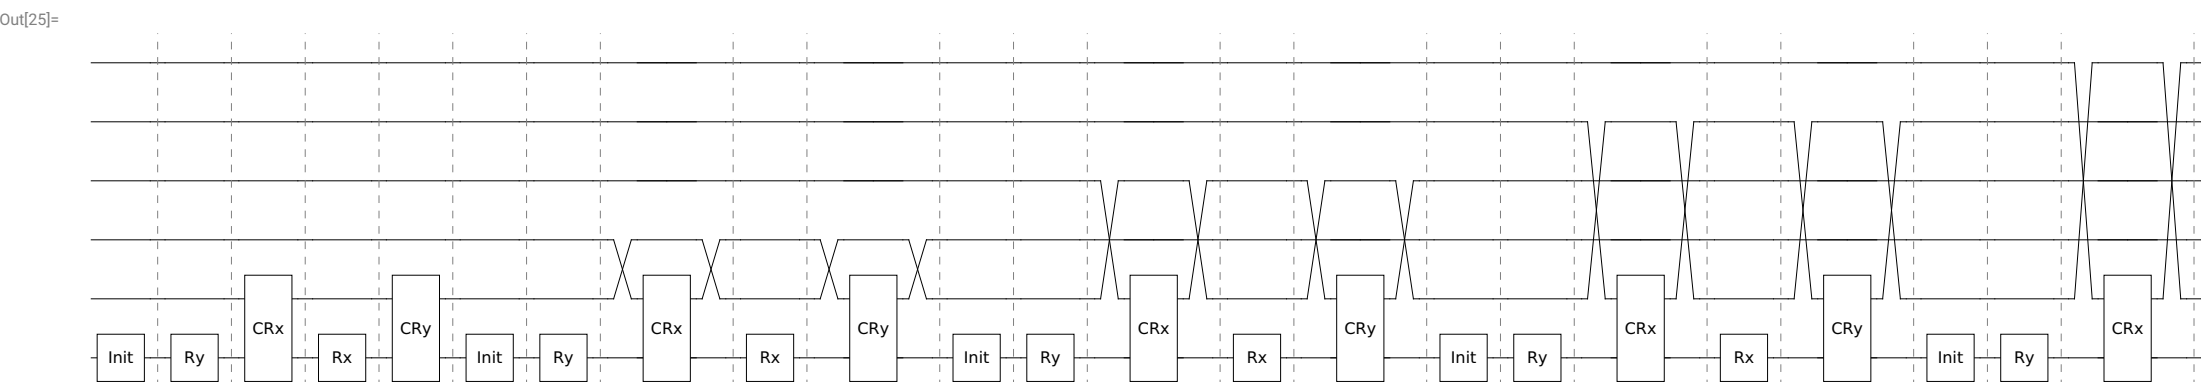 Out[25]=
CRx CRy CRx CRy CRx CRy CRx CRy CRx
Init Ry Rx Init Ry Rx Init Ry Rx Init Ry Rx Init Ry